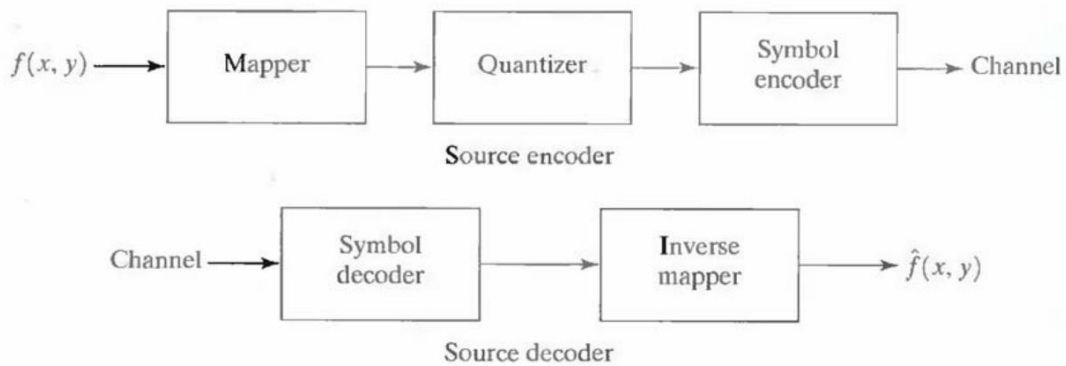 f(x, y)
Mapper
Quantizer
Symbol
encoder
Channel
Source encoder
Channel
Symbol
decoder
Inverse
mapper
f̂(x, y)
Source decoder